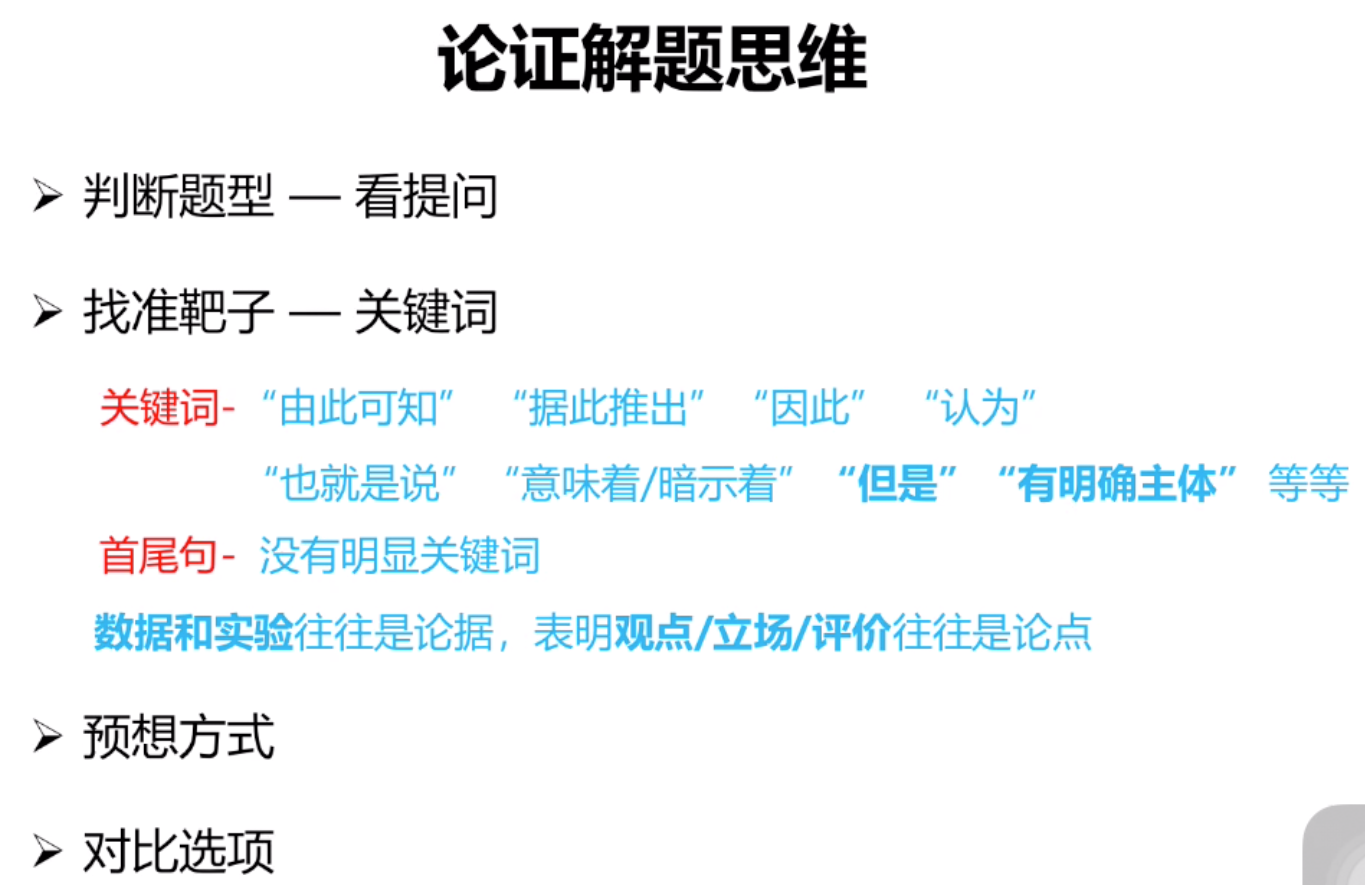 论证解题思维
➢ 判断题型 — 看提问
➢ 找准靶子 — 关键词
关键词- “由此可知” “据此推出” “因此” “认为”
“也就是说” “意味着/暗示着” “但是” “有明确主体” 等等
首尾句- 没有明显关键词
数据和实验往往是论据，表明观点/立场/评价往往是论点
➢ 预想方式
➢ 对比选项